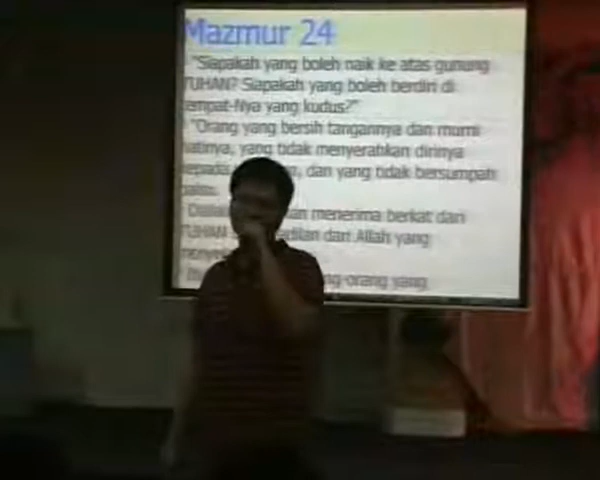 Mazmur 24
"Siapakah yang boleh naik ke atas gunung
TUHAN? Siapakah yang boleh berdiri di
tempat-Nya yang kudus?"
"Orang yang bersih tangannya dan murni
hatinya, yang tidak menyerahkan dirinya
kepada dan yang tidak bersumpah
palsu.
menerima berkat dari
TUHAN dari Allah yang
orang yang